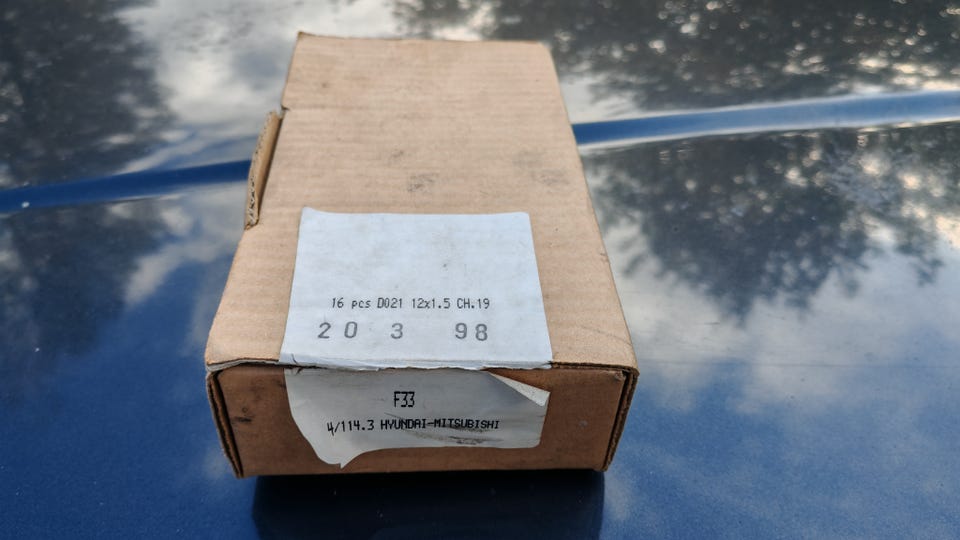 16 pcs D021 12x1.5 CH.19
20 3 98
F33
4/114.3 HYUNDAI-MITSUBISHI